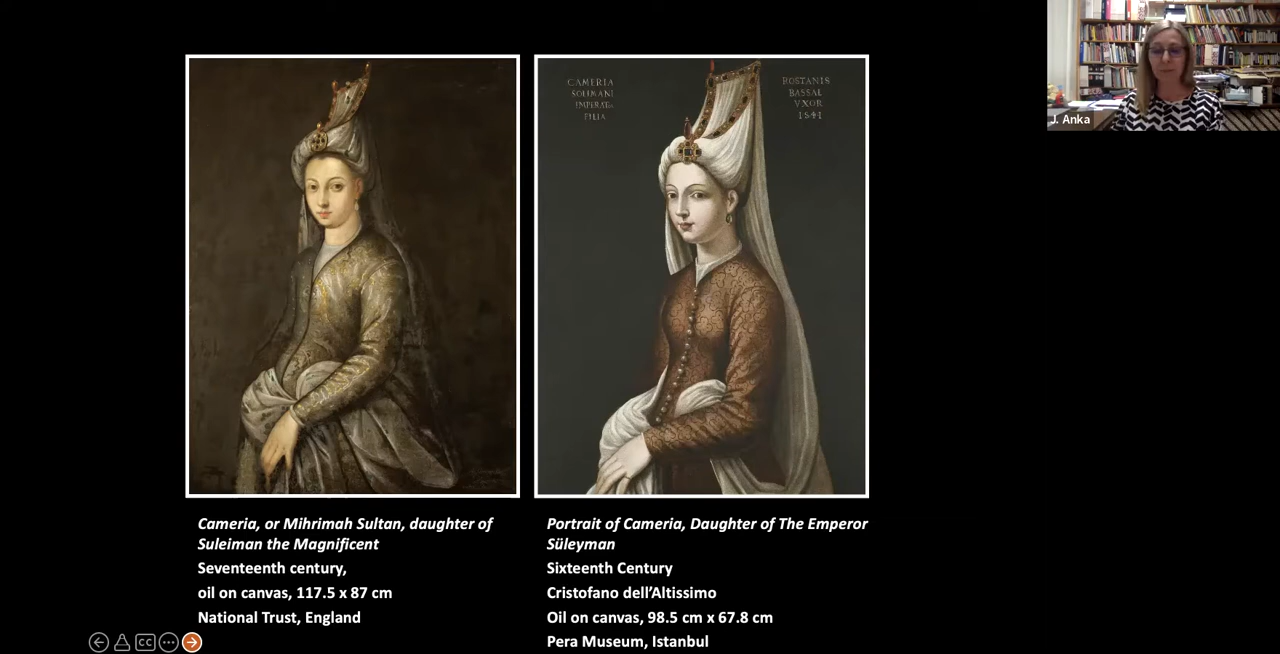 J. Anka
CAMERIA
SOLIMANI
IMPERAT.
FILIA
ROSTANIS
BASSAE
VXOR
1541
Cameria, or Mihrimah Sultan, daughter of
Suleiman the Magnificent
Seventeenth century,
oil on canvas, 117.5 x 87 cm
National Trust, England
Portrait of Cameria, Daughter of The Emperor
Süleyman
Sixteenth Century
Cristofano dell’Altissimo
Oil on canvas, 98.5 cm x 67.8 cm
Pera Museum, Istanbul
CC